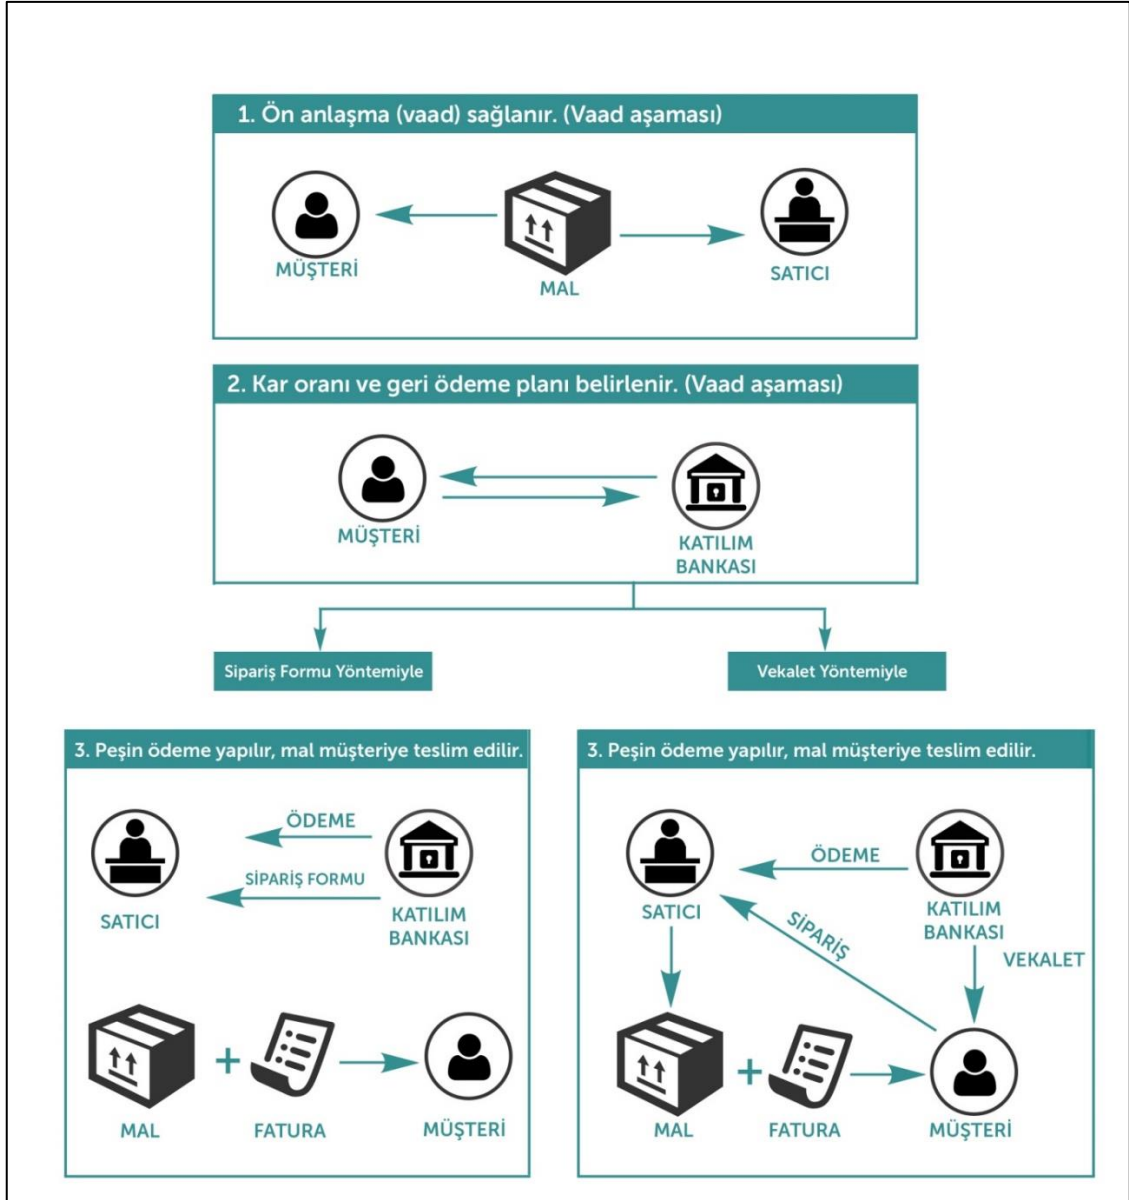 1. Ön anlaşma (vaad) sağlanır. (Vaad aşaması)
MÜŞTERİ
MAL
SATICI
2. Kar oranı ve geri ödeme planı belirlenir. (Vaad aşaması)
MÜŞTERİ
KATILIM
BANKASI
Sipariş Formu Yöntemiyle
Vekalet Yöntemiyle
3. Peşin ödeme yapılır, mal müşteriye teslim edilir.
ÖDEME
SİPARİŞ FORMU
SATICI
KATILIM
BANKASI
MAL
+
FATURA
MÜŞTERİ
3. Peşin ödeme yapılır, mal müşteriye teslim edilir.
ÖDEME
SATICI
SİPARİŞ
KATILIM
BANKASI
VEKALET
MAL
+
FATURA
MÜŞTERİ